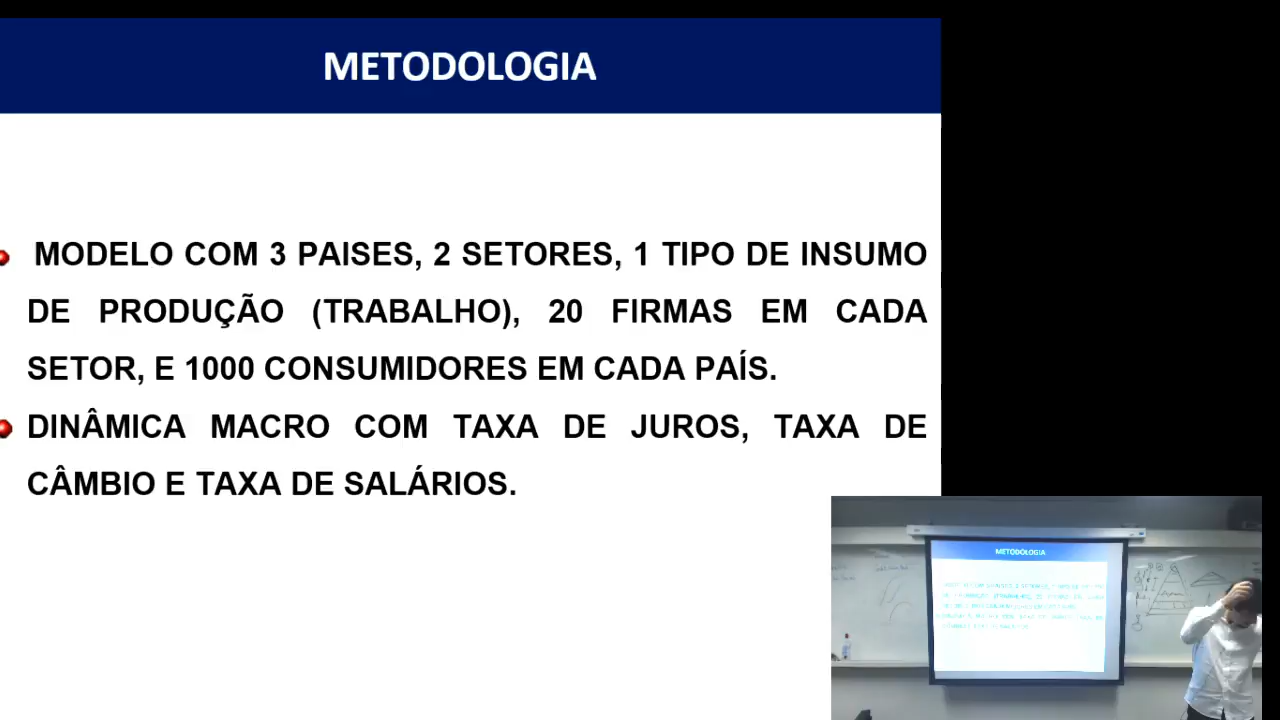 METODOLOGIA
MODELO COM 3 PAISES, 2 SETORES, 1 TIPO DE INSUMO
DE PRODUÇÃO (TRABALHO), 20 FIRMAS EM CADA
SETOR, E 1000 CONSUMIDORES EM CADA PAÍS.
DINÂMICA MACRO COM TAXA DE JUROS, TAXA DE
CÂMBIO E TAXA DE SALÁRIOS.
METODOLOGIA